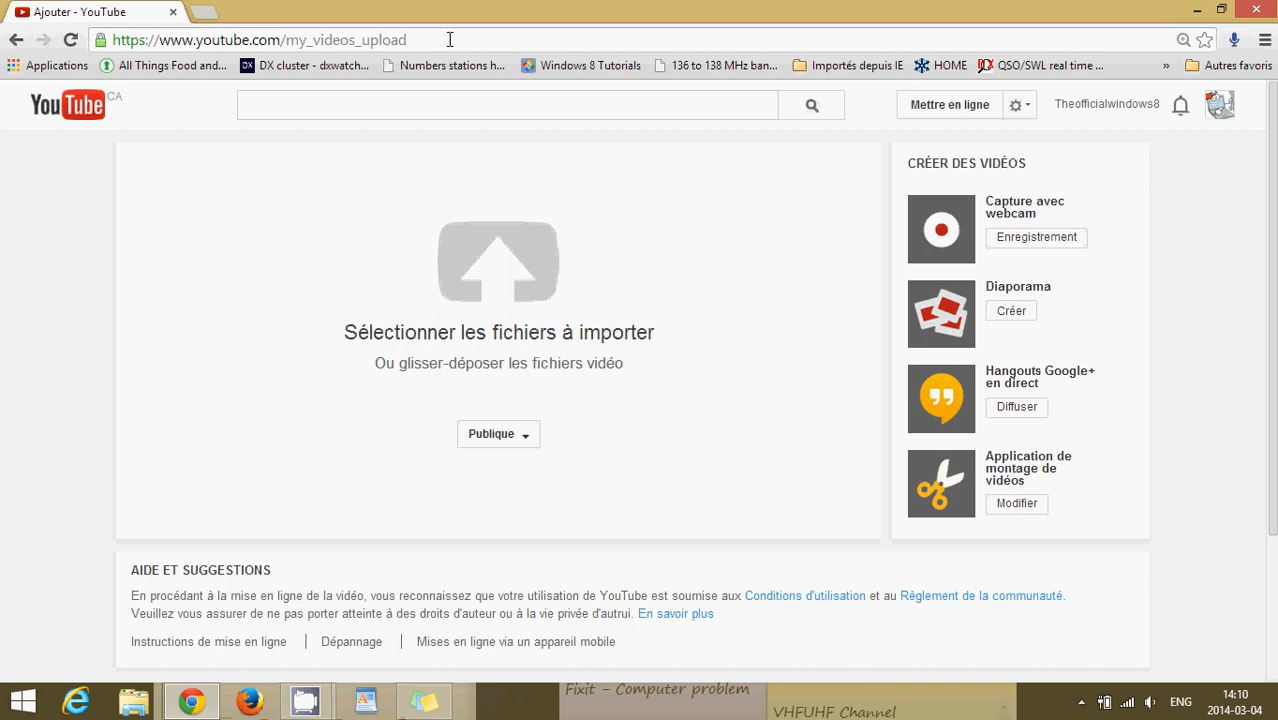 Ajouter - YouTube
https://www.youtube.com/my_videos_upload
Applications
All Things Food and...
DX cluster - dxwatch...
Numbers stations h...
Windows 8 Tutorials
136 to 138 MHz ban...
Importés depuis IE
HOME
QSO/SWL real time ...
»
Autres favoris
YouTube CA
Mettre en ligne
Theofficialwindows8
Sélectionner les fichiers à importer
Ou glisser-déposer les fichiers vidéo
Publique
CRÉER DES VIDÉOS
Capture avec
webcam
Enregistrement
Diaporama
Créer
Hangouts Google+
en direct
Diffuser
Application de
montage de
vidéos
Modifier
AIDE ET SUGGESTIONS
En procédant à la mise en ligne de la vidéo, vous reconnaissez que votre utilisation de YouTube est soumise aux Conditions d'utilisation et au Règlement de la communauté.
Veuillez vous assurer de ne pas porter atteinte à des droits d'auteur ou à la vie privée d'autrui. En savoir plus
Instructions de mise en ligne | Dépannage | Mises en ligne via un appareil mobile
Fixit - Computer problem
VHFUHF Channel
ENG
14:10
2014-03-04